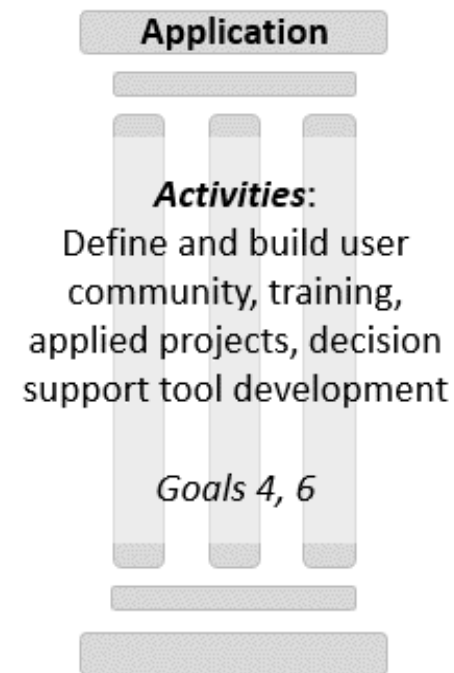 Application
Activities:
Define and build user
community, training,
applied projects, decision
support tool development
Goals 4, 6